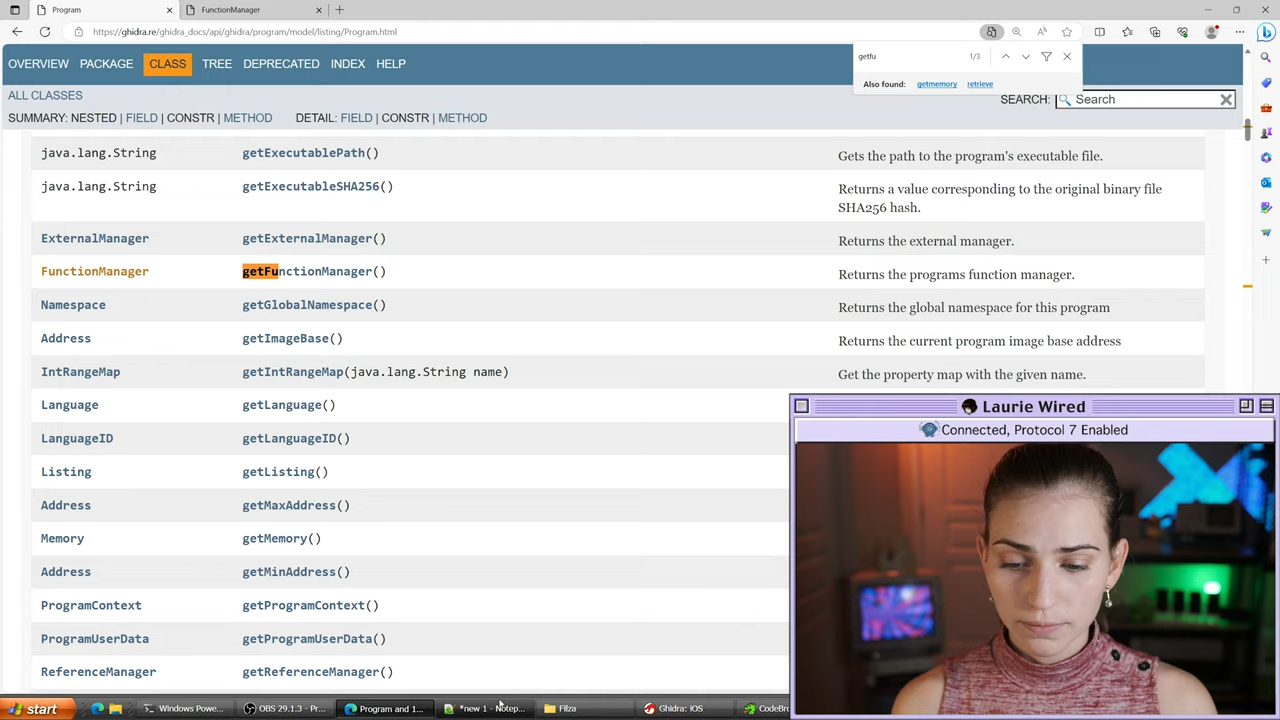 Program
FunctionManager
https://ghidra.re/ghidra_docs/api/ghidra/program/model/listing/Program.html
getfu 1/3
Also found: getmemory retrieve
OVERVIEW PACKAGE CLASS TREE DEPRECATED INDEX HELP
ALL CLASSES
SEARCH: Search
SUMMARY: NESTED | FIELD | CONSTR | METHOD DETAIL: FIELD | CONSTR | METHOD
java.lang.String getExecutablePath() Gets the path to the program's executable file.
java.lang.String getExecutableSHA256() Returns a value corresponding to the original binary file
SHA256 hash.
ExternalManager getExternalManager() Returns the external manager.
FunctionManager getFunctionManager() Returns the programs function manager.
Namespace getGlobalNamespace() Returns the global namespace for this program
Address getImageBase() Returns the current program image base address
IntRangeMap getIntRangeMap(java.lang.String name) Get the property map with the given name.
Language getLanguage()
LanguageID getLanguageID()
Listing getListing()
Address getMaxAddress()
Memory getMemory()
Address getMinAddress()
ProgramContext getProgramContext()
ProgramUserData getProgramUserData()
ReferenceManager getReferenceManager()
Laurie Wired
Connected, Protocol 7 Enabled
start
Windows Powe...
OBS 29.1.3 - Pr...
Program and 1...
*new 1 - Notep...
Filza
Ghidra: iOS
CodeBro